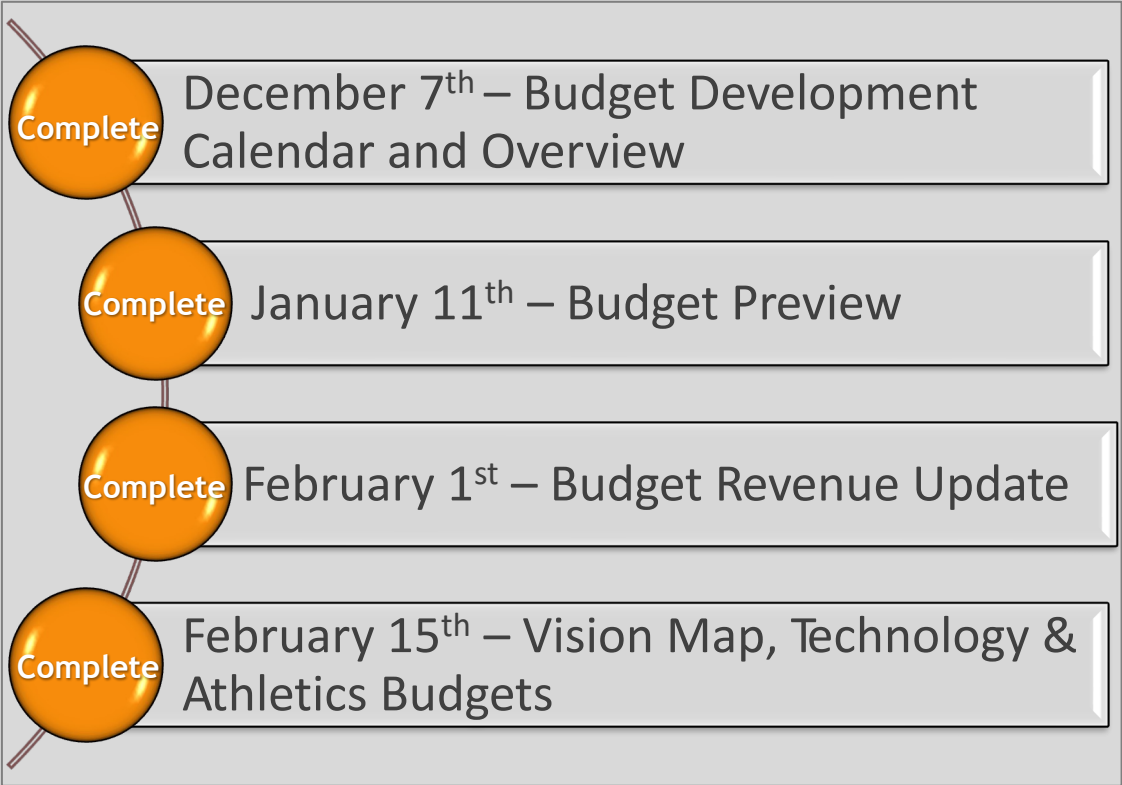 Complete
December 7th – Budget Development
Calendar and Overview
Complete
January 11th – Budget Preview
Complete
February 1st – Budget Revenue Update
Complete
February 15th – Vision Map, Technology &
Athletics Budgets